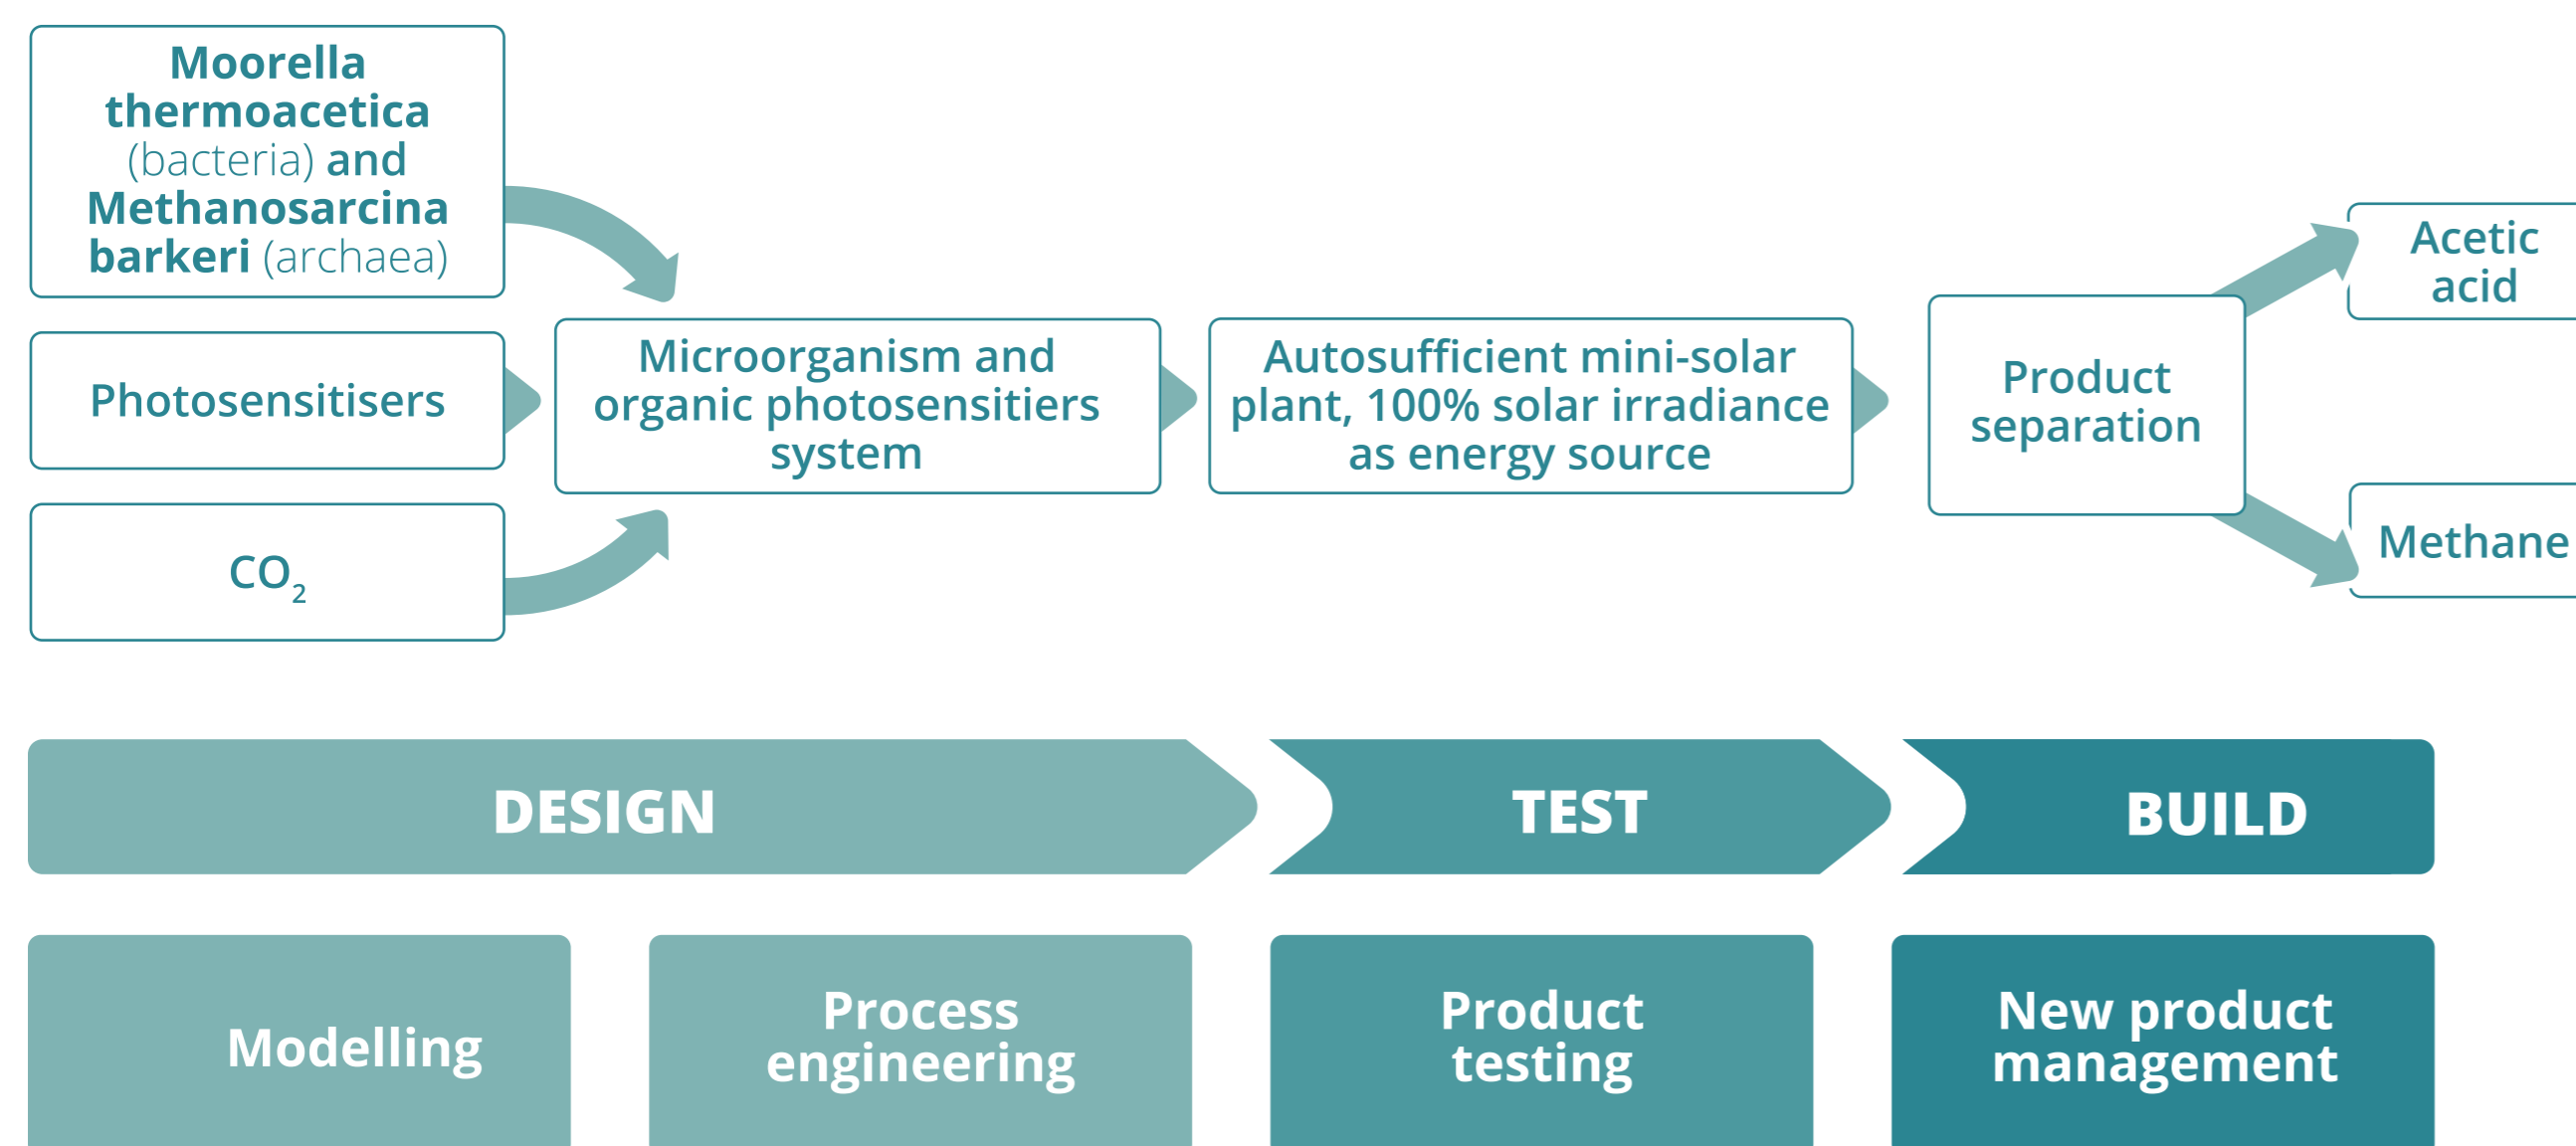 Moorella
thermoacetica
(bacteria) and
Methanosarcina
barkeri (archaea)
Photosensitisers
CO₂
Microorganism and
organic photosensitiers
system
Autosufficient mini-solar
plant, 100% solar irradiance
as energy source
Product
separation
Acetic
acid
Methane
DESIGN
TEST
BUILD
Modelling
Process
engineering
Product
testing
New product
management